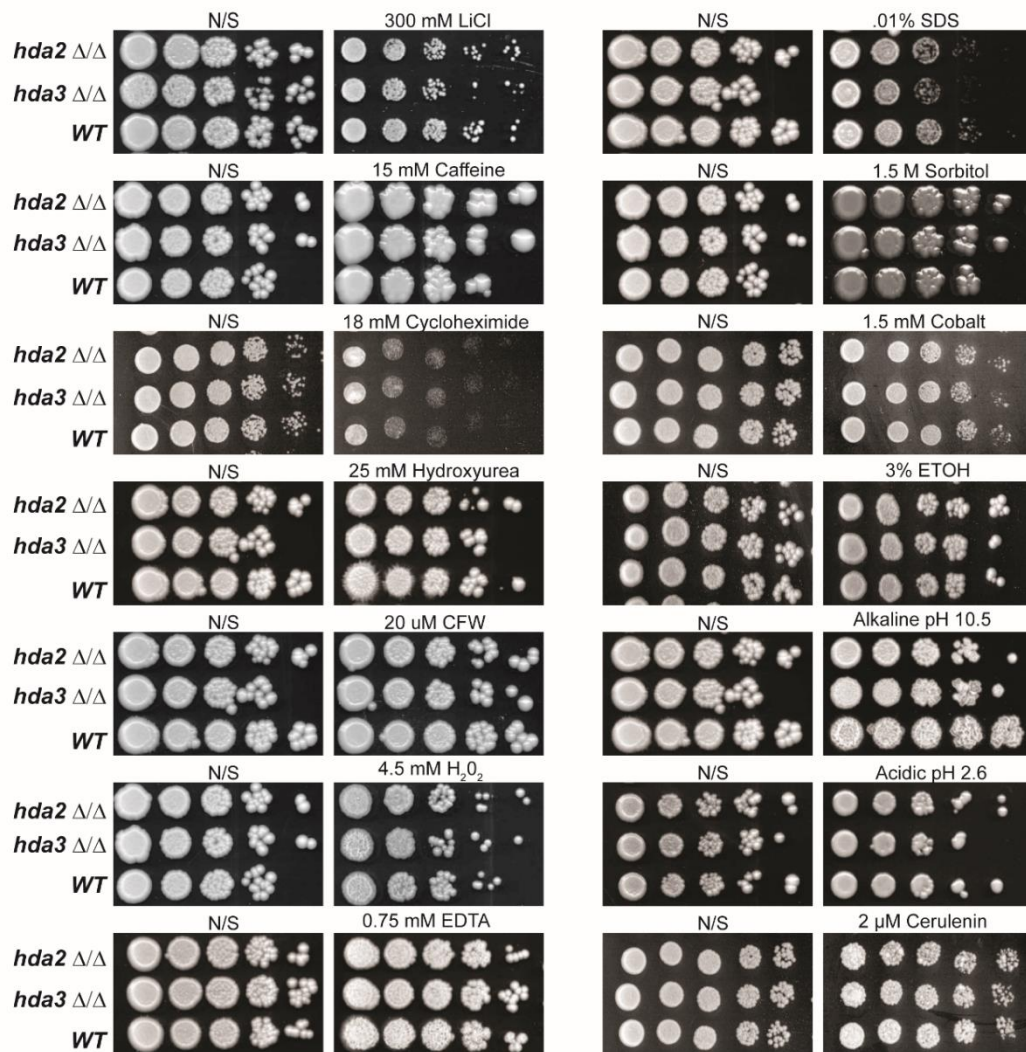 N/S 300 mM LiCl N/S .01% SDS
hda2 Δ/Δ
hda3 Δ/Δ
WT
N/S 15 mM Caffeine N/S 1.5 M Sorbitol
hda2 Δ/Δ
hda3 Δ/Δ
WT
N/S 18 mM Cycloheximide N/S 1.5 mM Cobalt
hda2 Δ/Δ
hda3 Δ/Δ
WT
N/S 25 mM Hydroxyurea N/S 3% ETOH
hda2 Δ/Δ
hda3 Δ/Δ
WT
N/S 20 uM CFW N/S Alkaline pH 10.5
hda2 Δ/Δ
hda3 Δ/Δ
WT
N/S 4.5 mM H₂0₂ N/S Acidic pH 2.6
hda2 Δ/Δ
hda3 Δ/Δ
WT
N/S 0.75 mM EDTA N/S 2 µM Cerulenin
hda2 Δ/Δ
hda3 Δ/Δ
WT